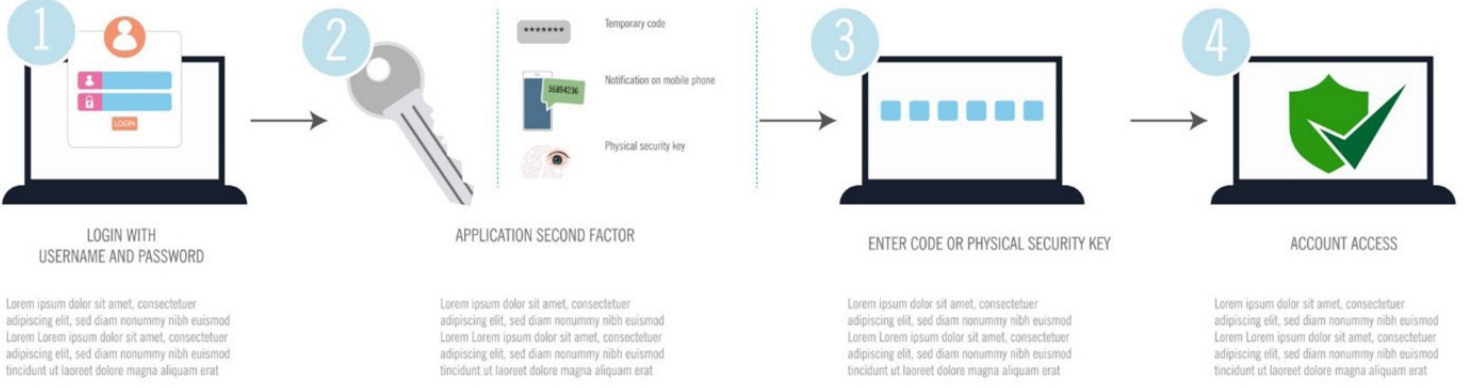 1
LOGIN
LOGIN WITH
USERNAME AND PASSWORD
Lorem ipsum dolor sit amet, consectetuer
adipiscing elit, sed diam nonummy nibh euismod
Lorem Lorem ipsum dolor sit amet, consectetuer
adipiscing elit, sed diam nonummy nibh euismod
tincidunt ut laoreet dolore magna aliquam erat
2
*******
Temporary code
56894236
Notification on mobile phone
Physical security key
APPLICATION SECOND FACTOR
Lorem ipsum dolor sit amet, consectetuer
adipiscing elit, sed diam nonummy nibh euismod
Lorem Lorem ipsum dolor sit amet, consectetuer
adipiscing elit, sed diam nonummy nibh euismod
tincidunt ut laoreet dolore magna aliquam erat
3
ENTER CODE OR PHYSICAL SECURITY KEY
Lorem ipsum dolor sit amet, consectetuer
adipiscing elit, sed diam nonummy nibh euismod
Lorem Lorem ipsum dolor sit amet, consectetuer
adipiscing elit, sed diam nonummy nibh euismod
tincidunt ut laoreet dolore magna aliquam erat
4
ACCOUNT ACCESS
Lorem ipsum dolor sit amet, consectetuer
adipiscing elit, sed diam nonummy nibh euismod
Lorem Lorem ipsum dolor sit amet, consectetuer
adipiscing elit, sed diam nonummy nibh euismod
tincidunt ut laoreet dolore magna aliquam erat